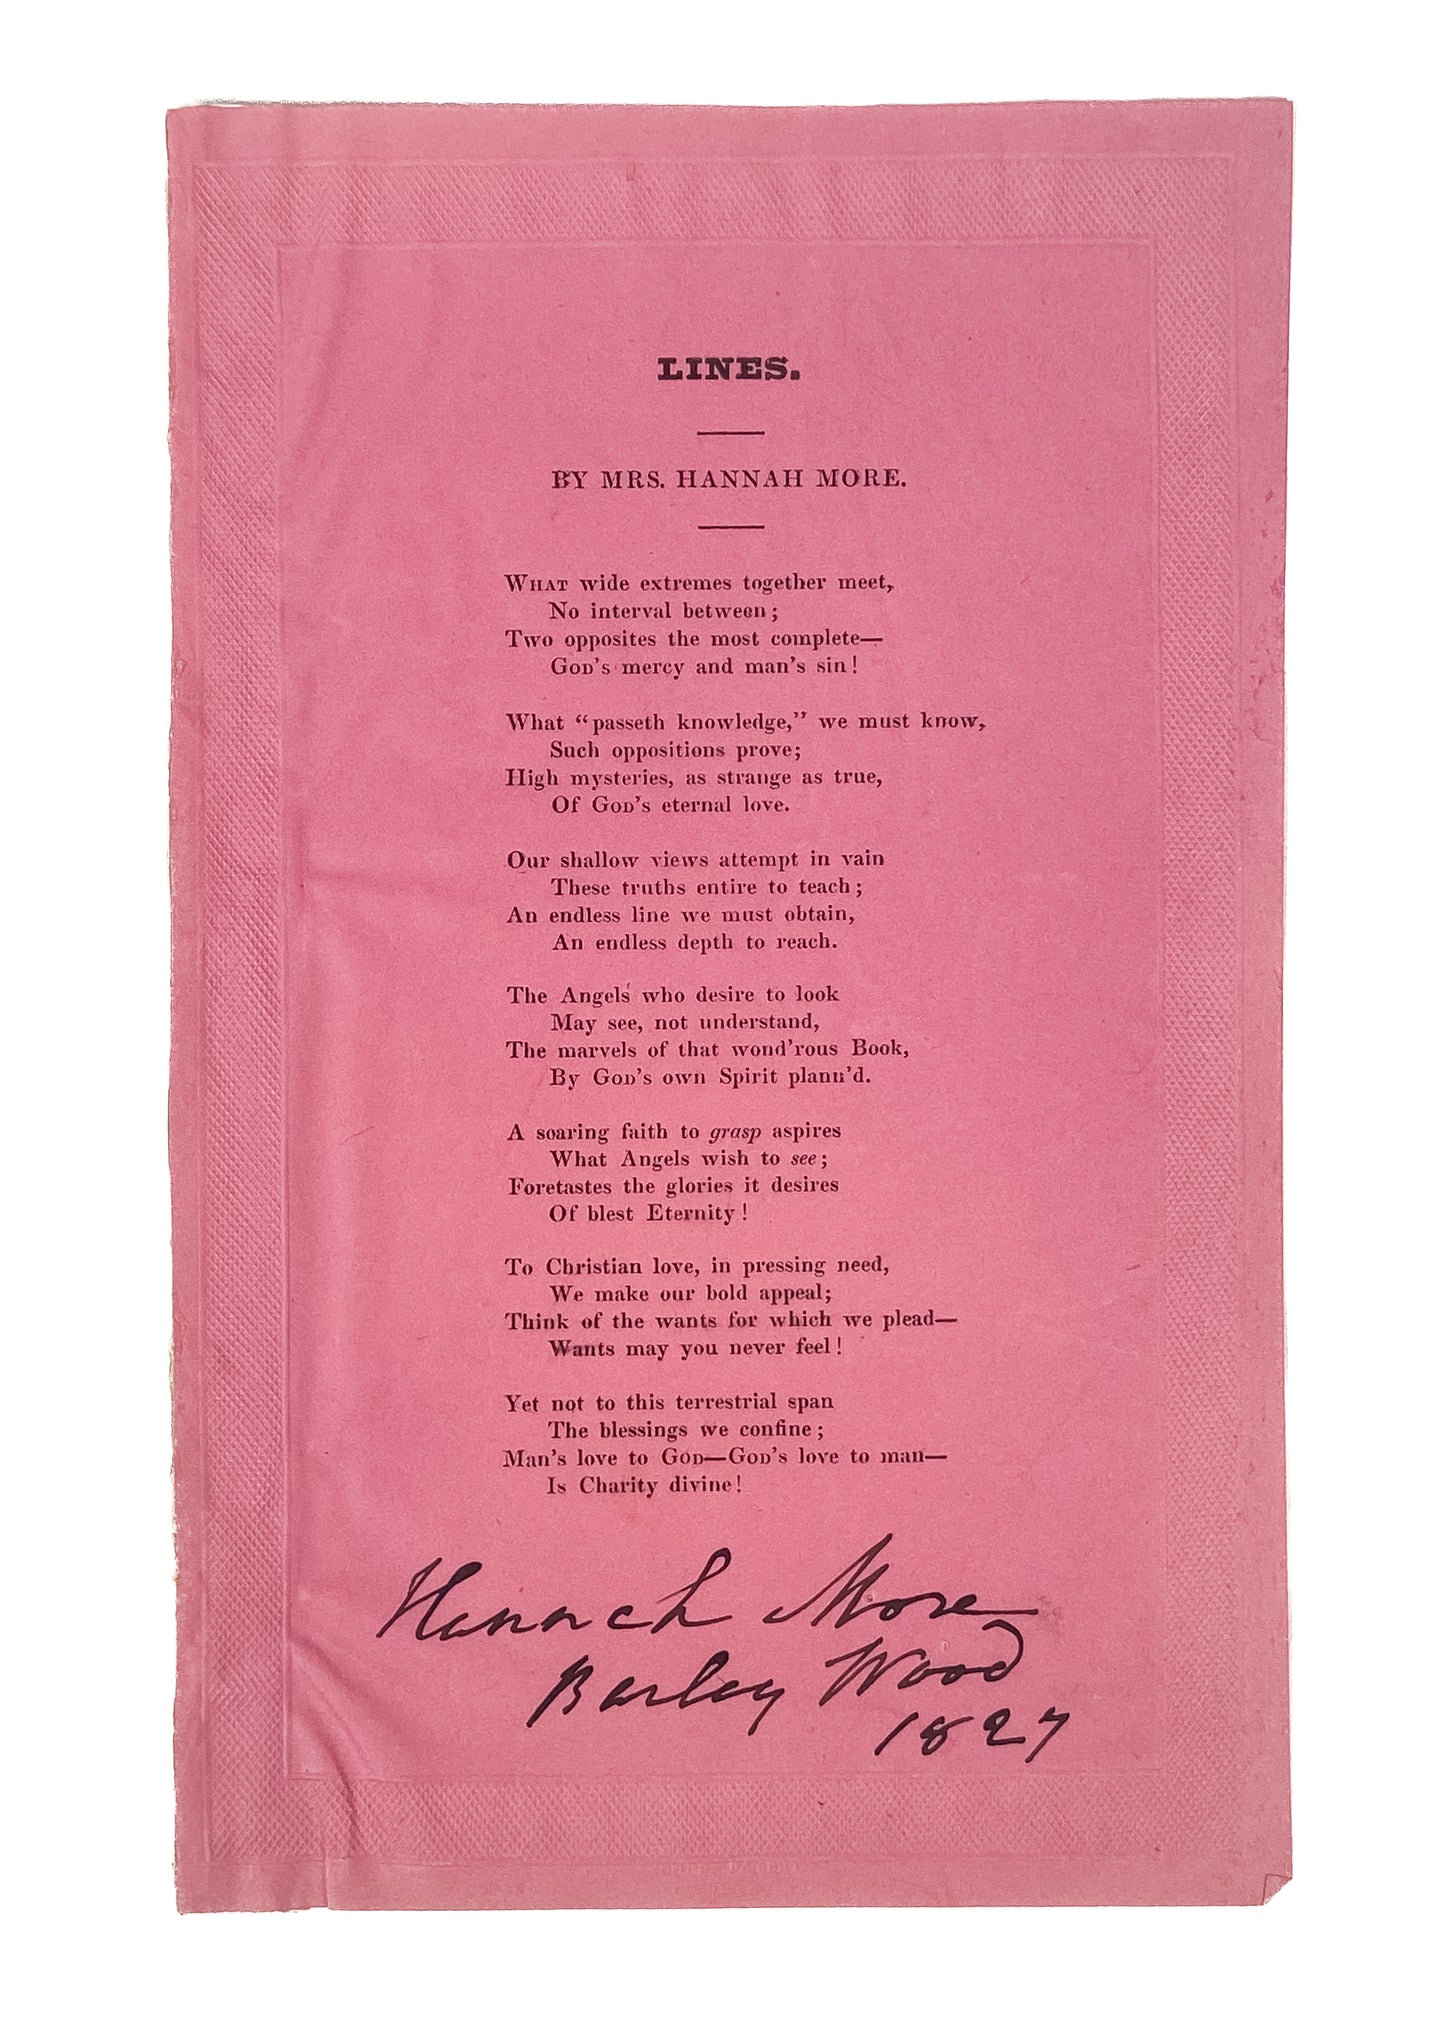 LINES.
BY MRS. HANNAH MORE.
WHAT wide extremes together meet,
No interval between;
Two opposites the most complete—
GOD'S mercy and man's sin!
What "passeth knowledge," we must know,
Such oppositions prove;
High mysteries, as strange as true,
Of GOD's eternal love.
Our shallow views attempt in vain
These truths entire to teach;
An endless line we must obtain,
An endless depth to reach.
The Angels who desire to look
May see, not understand,
The marvels of that wond'rous Book,
By GOD's own Spirit plann'd.
A soaring faith to grasp aspires
What Angels wish to see;
Foretastes the glories it desires
Of blest Eternity!
To Christian love, in pressing need,
We make our bold appeal;
Think of the wants for which we plead—
Wants may you never feel!
Yet not to this terrestrial span
The blessings we confine;
Man's love to GOD—GOD's love to man—
Is Charity divine!
Hannah More
Barley Wood
1827